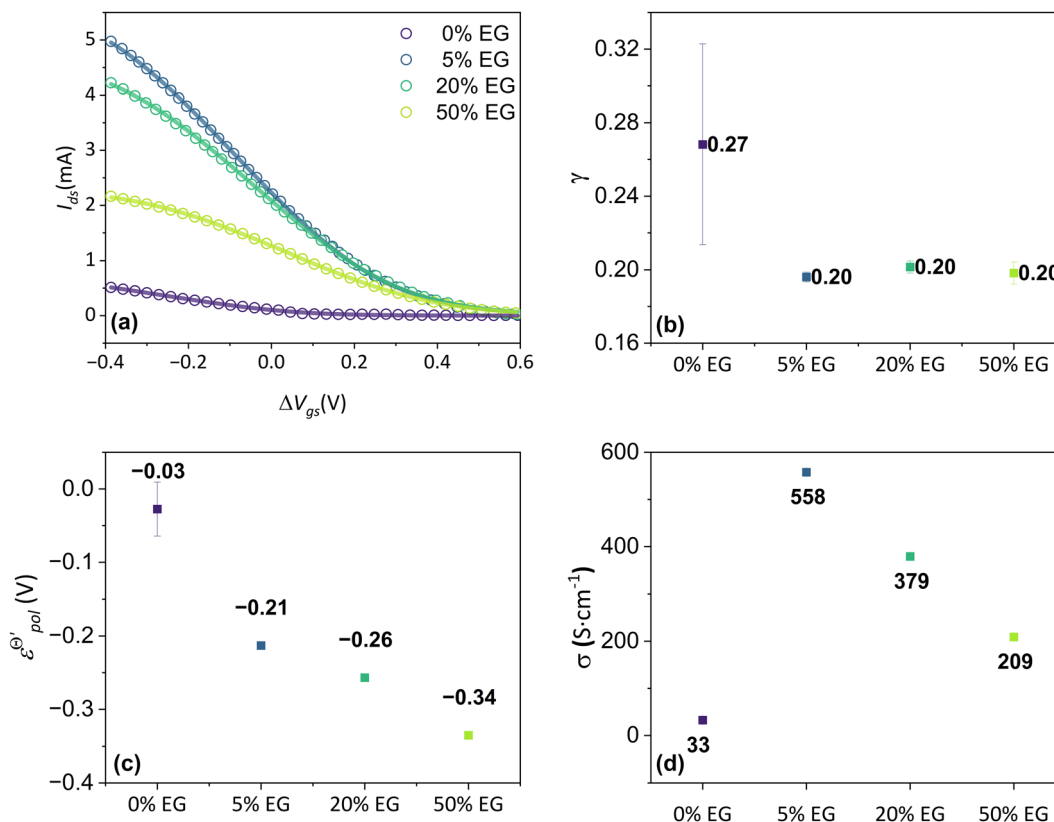 5
4
3
2
1
0
I_ds(mA)
0% EG
5% EG
20% EG
50% EG
(a)
−0.4 −0.2 0.0 0.2 0.4 0.6
ΔV_gs(V)
0.32
0.28
0.24
0.20
0.16
γ
0.27
0.20
0.20
0.20
(b)
0% EG 5% EG 20% EG 50% EG
0.0
−0.1
−0.2
−0.3
−0.4
ε^Θ′_pol (V)
−0.03
−0.21
−0.26
−0.34
(c)
0% EG 5% EG 20% EG 50% EG
600
400
200
0
σ (S·cm⁻¹)
33
558
379
209
(d)
0% EG 5% EG 20% EG 50% EG